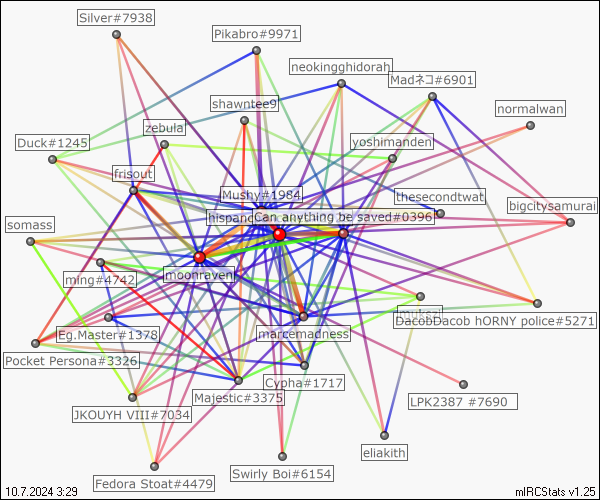 Silver#7938
Pikabro#9971
neokingghidorah
Madネコ#6901
shawntee9
normalwan
zebula
Duck#1245
yoshimanden
frisout
Mushy#1984
thesecondtwat
bigcitysamurai
hispand
Can anything be saved#0396
somass
moonraven
ming#4742
DacobDacob hORNY police#5271
Eg.Master#1378
marcemadness
Pocket Persona#3326
Cypha#1717
Majestic#3375
LPK2387 #7690
JKOUYH VIII#7034
eliakith
Swirly Boi#6154
Fedora Stoat#4479
10.7.2024 3:29
mIRCStats v1.25